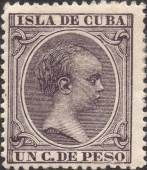 ISLA DE CUBA
UN C. DE PESO